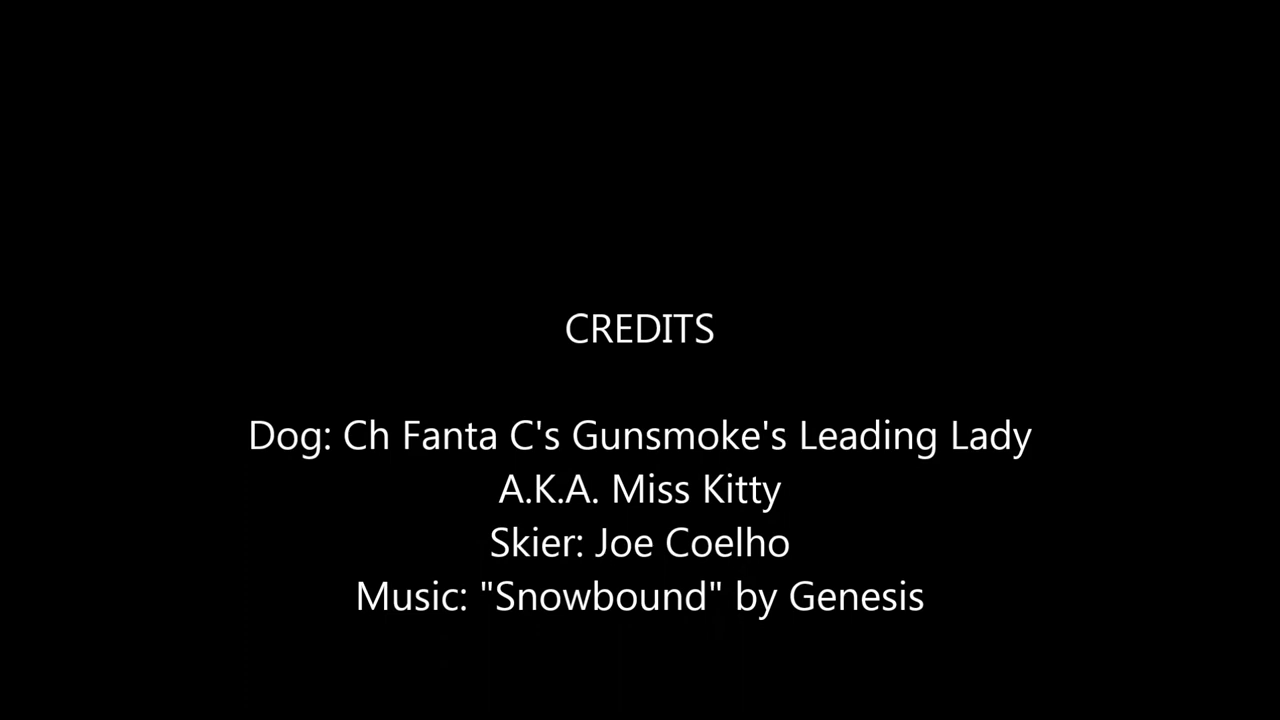 CREDITS
Dog: Ch Fanta C's Gunsmoke's Leading Lady
A.K.A. Miss Kitty
Skier: Joe Coelho
Music: "Snowbound" by Genesis